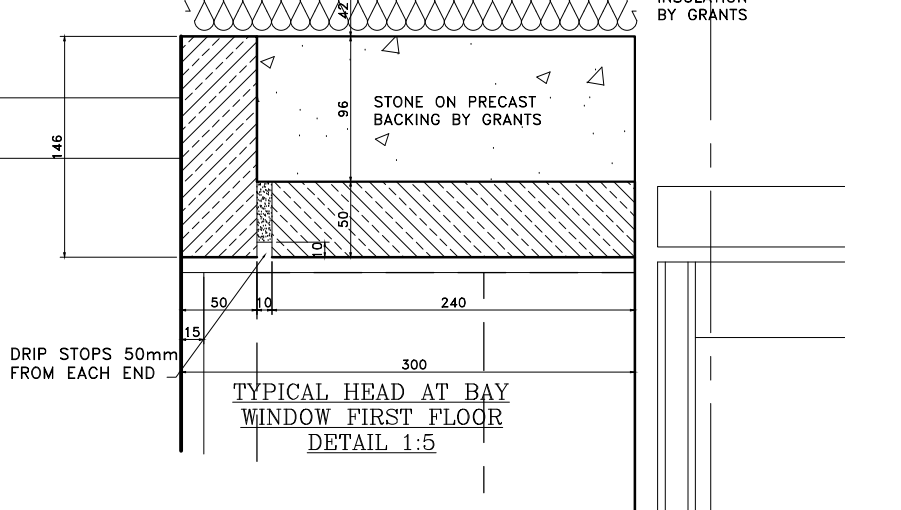 42
INSULATION
BY GRANTS
STONE ON PRECAST
BACKING BY GRANTS
96
146
50
10
50
10
240
15
DRIP STOPS 50mm
FROM EACH END
300
TYPICAL HEAD AT BAY
WINDOW FIRST FLOOR
DETAIL 1:5